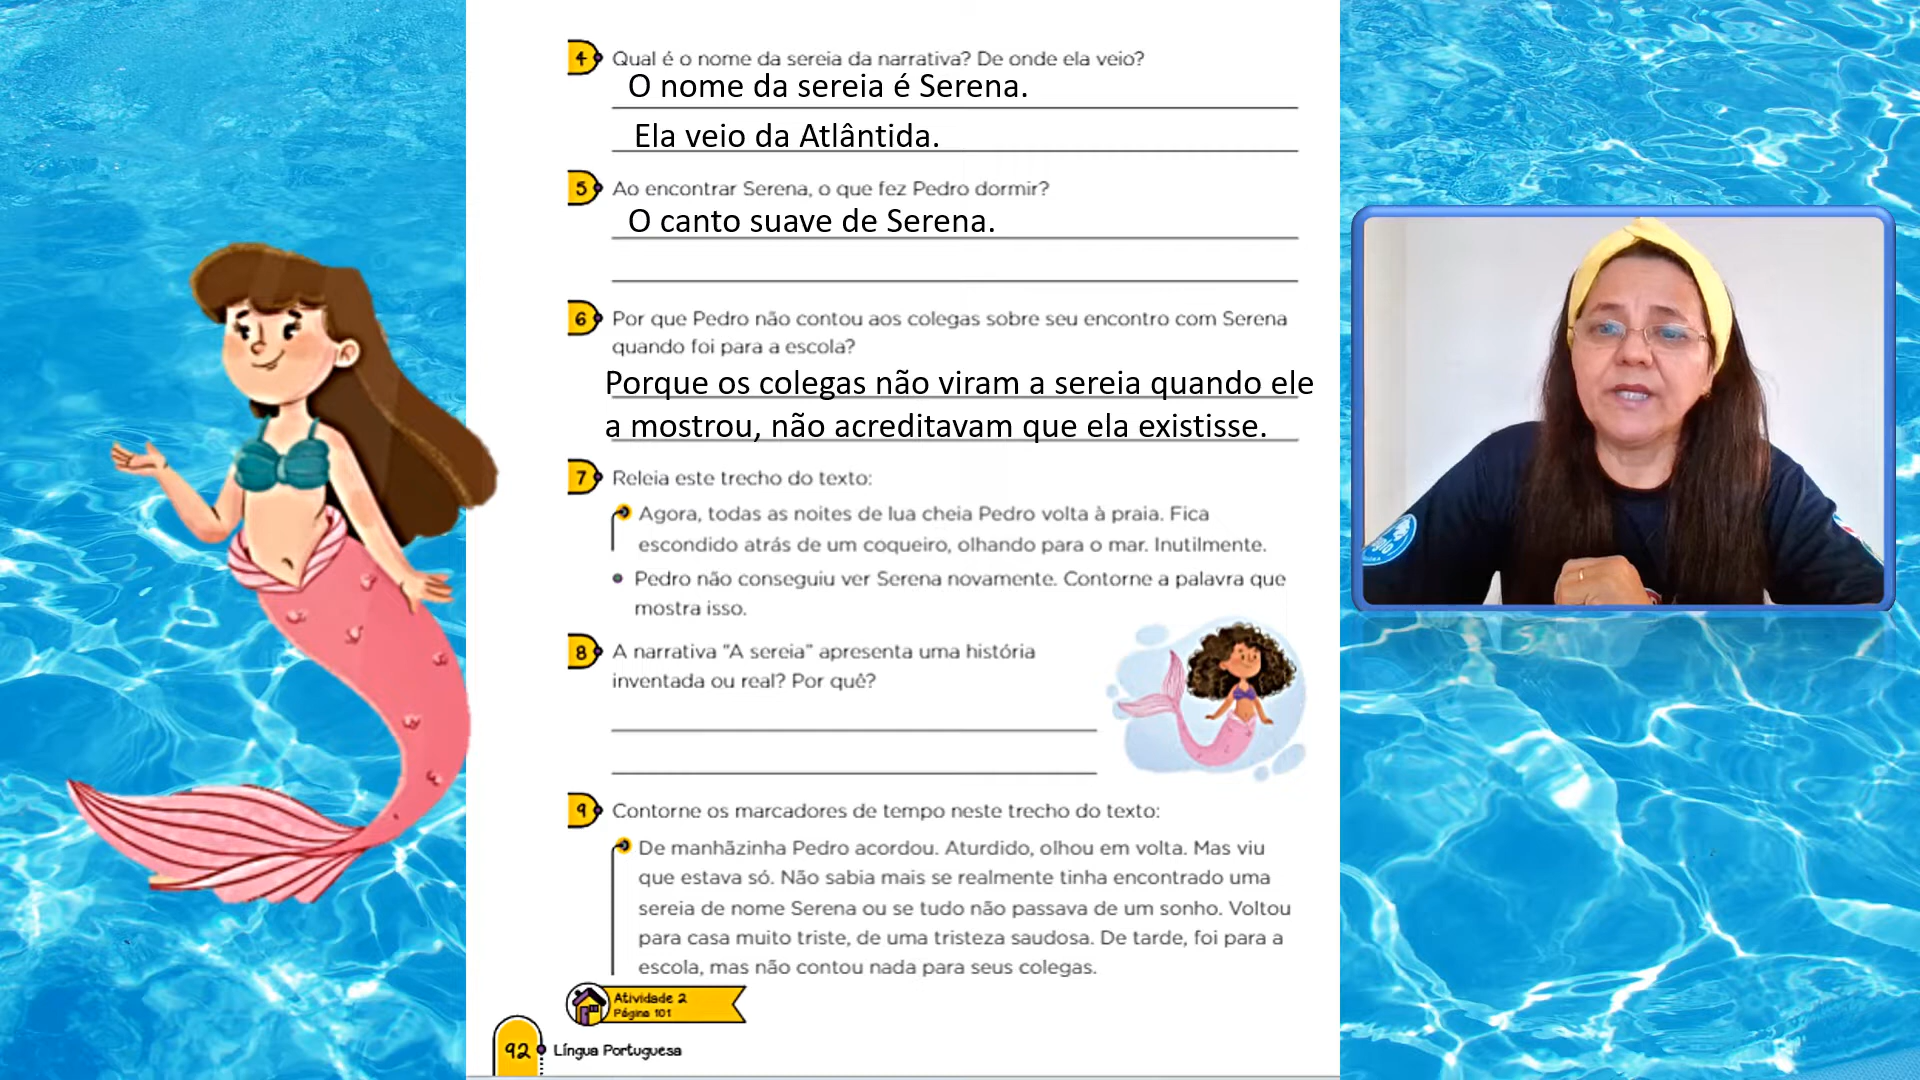 4 Qual é o nome da sereia da narrativa? De onde ela veio?
O nome da sereia é Serena.
Ela veio da Atlântida.
5 Ao encontrar Serena, o que fez Pedro dormir?
O canto suave de Serena.
6 Por que Pedro não contou aos colegas sobre seu encontro com Serena
quando foi para a escola?
Porque os colegas não viram a sereia quando ele
a mostrou, não acreditavam que ela existisse.
7 Releia este trecho do texto:
Agora, todas as noites de lua cheia Pedro volta à praia. Fica
escondido atrás de um coqueiro, olhando para o mar. Inutilmente.
• Pedro não conseguiu ver Serena novamente. Contorne a palavra que
mostra isso.
8 A narrativa "A sereia" apresenta uma história
inventada ou real? Por quê?
9 Contorne os marcadores de tempo neste trecho do texto:
De manhãzinha Pedro acordou. Aturdido, olhou em volta. Mas viu
que estava só. Não sabia mais se realmente tinha encontrado uma
sereia de nome Serena ou se tudo não passava de um sonho. Voltou
para casa muito triste, de uma tristeza saudosa. De tarde, foi para a
escola, mas não contou nada para seus colegas.
Atividade 2
Página 101
92 Língua Portuguesa